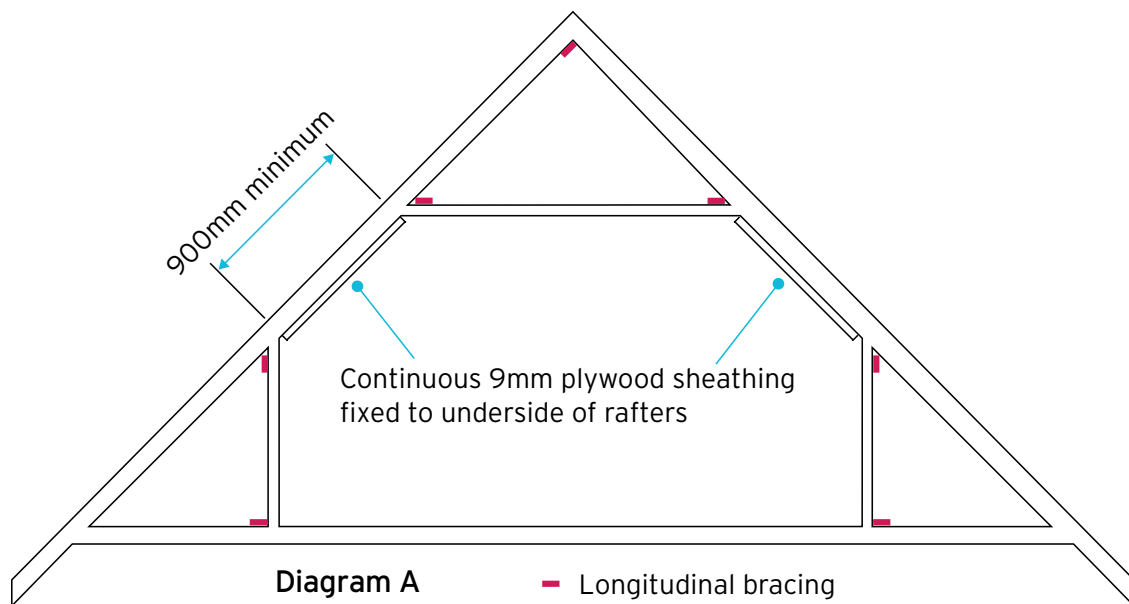 900mm minimum
Continuous 9mm plywood sheathing
fixed to underside of rafters
Diagram A
Longitudinal bracing